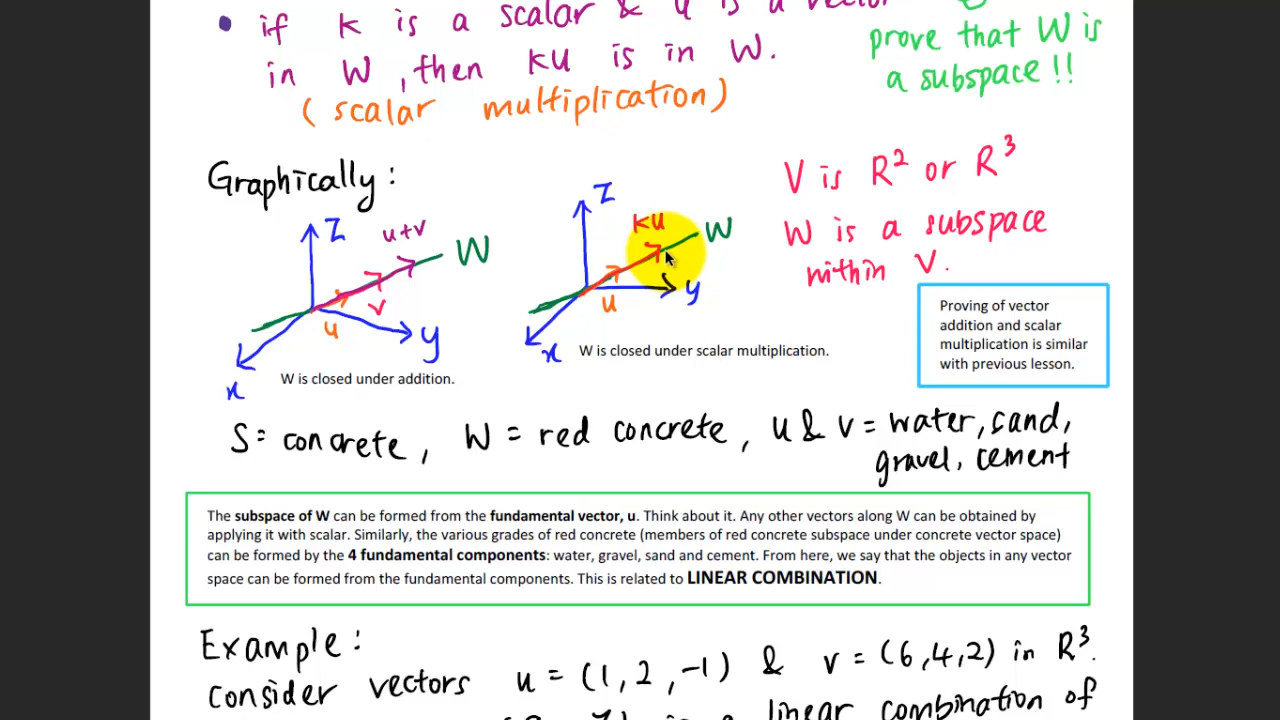 • if k is a scalar & u is a vector
in W, then ku is in W.
(scalar multiplication)
prove that W is
a subspace!!
Graphically:
Z
u+v
W
v
u
y
x
W is closed under addition.
Z
ku
W
u
y
x
W is closed under scalar multiplication.
V is R² or R³
W is a subspace
within V.
Proving of vector
addition and scalar
multiplication is similar
with previous lesson.
S = concrete, W = red concrete, u & v = water, sand,
gravel, cement
The subspace of W can be formed from the fundamental vector, u. Think about it. Any other vectors along W can be obtained by
applying it with scalar. Similarly, the various grades of red concrete (members of red concrete subspace under concrete vector space)
can be formed by the 4 fundamental components: water, gravel, sand and cement. From here, we say that the objects in any vector
space can be formed from the fundamental components. This is related to LINEAR COMBINATION.
Example:
consider vectors u = (1, 2, -1) & v = (6, 4, 2) in R³.
linear combination of